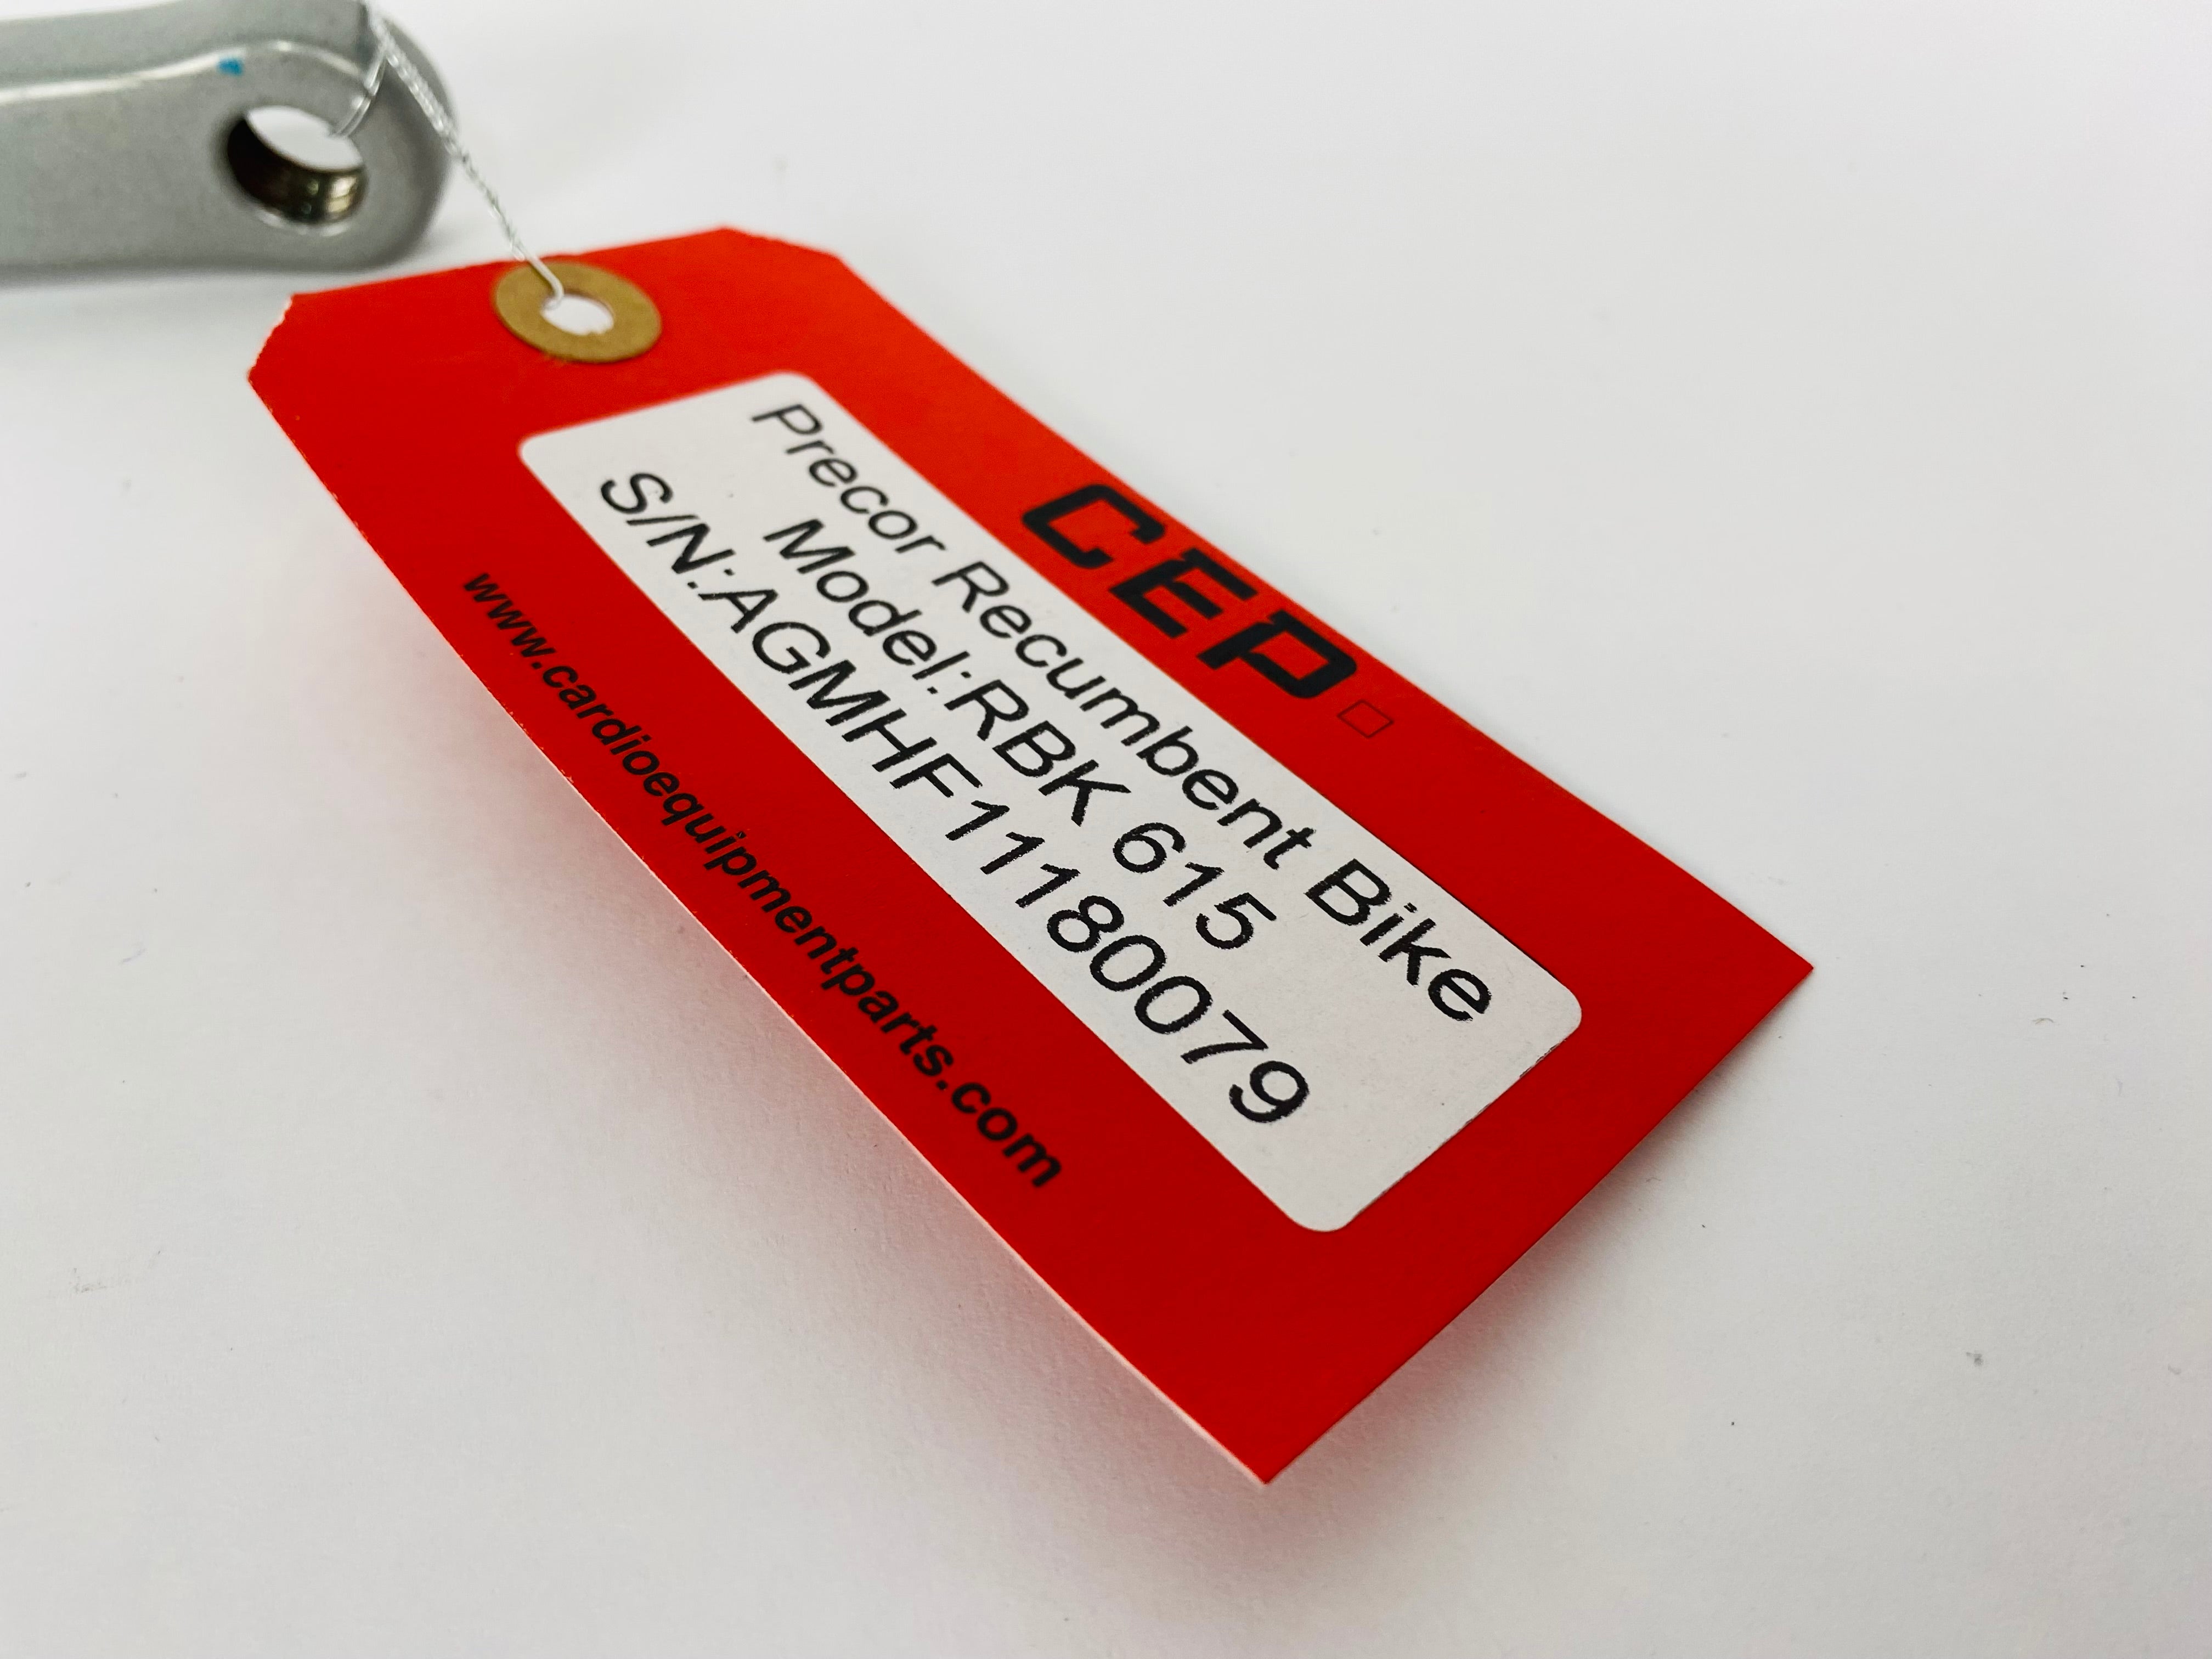 CEP
Precor Recumbent Bike
Model:RBK 615
S/N:AGMHF11180079
www.cardioequipmentparts.com